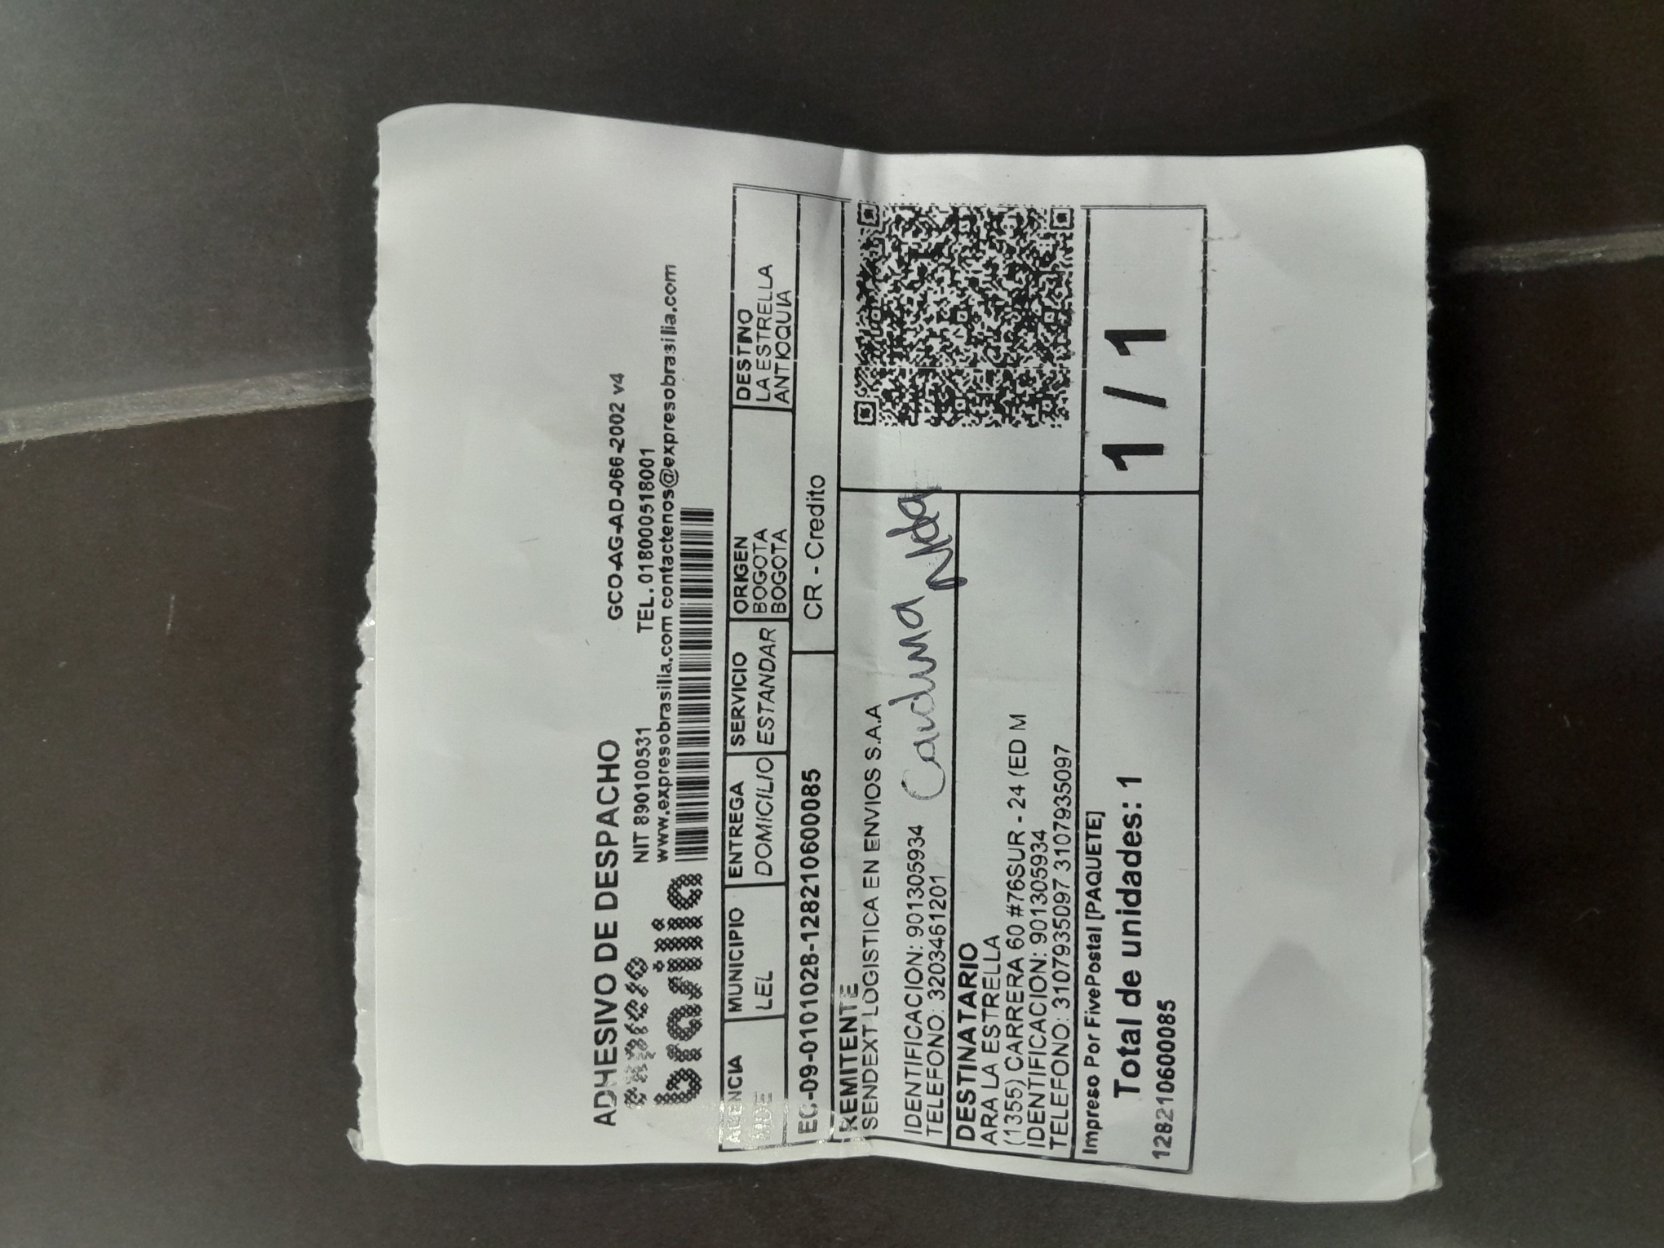 ADHESIVO DE DESPACHO
GCO-AG-AD-066-2002 v4
expreso
brasilia
NIT 890100531
TEL. 018000518001
www.expresobrasilia.com contactenos@expresobrasilia.com
AGENCIA MUNICIPIO ENTREGA SERVICIO ORIGEN DESTINO
MDE LEL DOMICILIO ESTANDAR BOGOTA LA ESTRELLA
BOGOTA ANTIOQUIA
EC-09-0101028-128210600085 CR - Credito
REMITENTE
SENDEXT LOGISTICA EN ENVIOS S.A.A
IDENTIFICACION: 901305934
TELEFONO: 3203461201
DESTINATARIO
ARA LA ESTRELLA
(1355) CARRERA 60 #76SUR - 24 (ED M
IDENTIFICACION: 901305934
TELEFONO: 3107935097 3107935097
Impreso Por FivePostal [PAQUETE]
Total de unidades: 1
128210600085
1 / 1